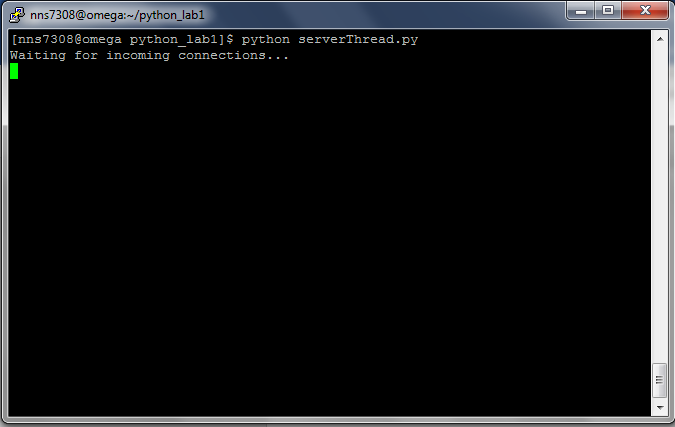 nns7308@omega:~/python_lab1
[nns7308@omega python_lab1]$ python serverThread.py
Waiting for incoming connections...